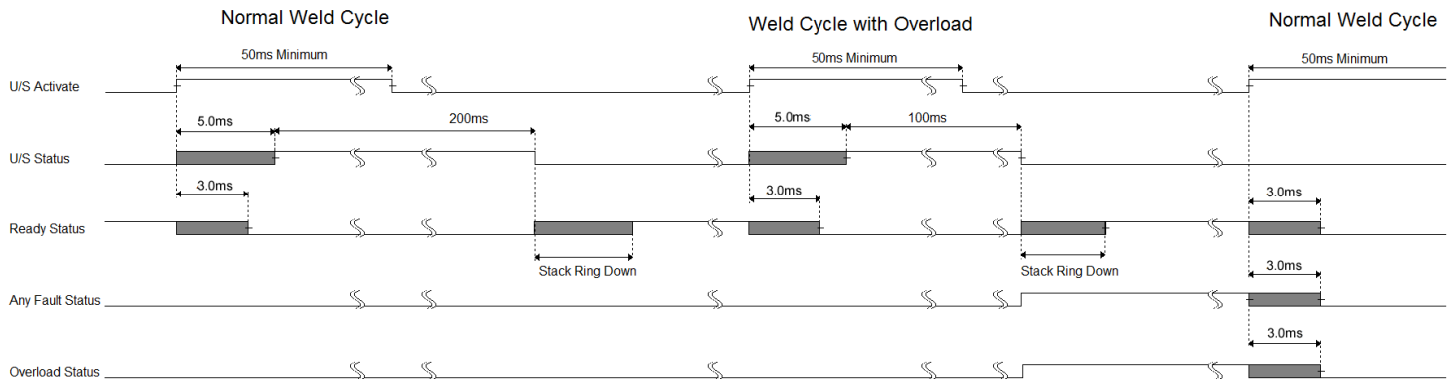 Normal Weld Cycle
Weld Cycle with Overload
Normal Weld Cycle
50ms Minimum
50ms Minimum
50ms Minimum
U/S Activate
5.0ms
200ms
5.0ms
100ms
U/S Status
3.0ms
3.0ms
3.0ms
Ready Status
Stack Ring Down
Stack Ring Down
3.0ms
Any Fault Status
3.0ms
Overload Status